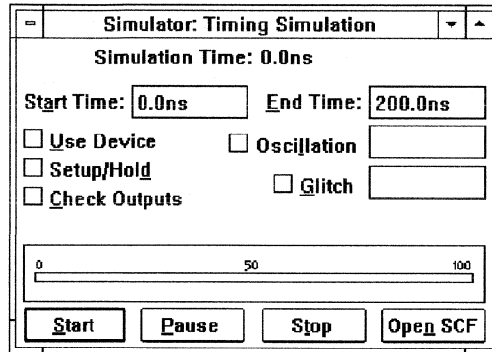 Simulator: Timing Simulation
Simulation Time: 0.0ns
Start Time: 0.0ns End Time: 200.0ns
Use Device Oscillation
Setup/Hold
Glitch
Check Outputs
0 50 100
Start Pause Stop Open SCF